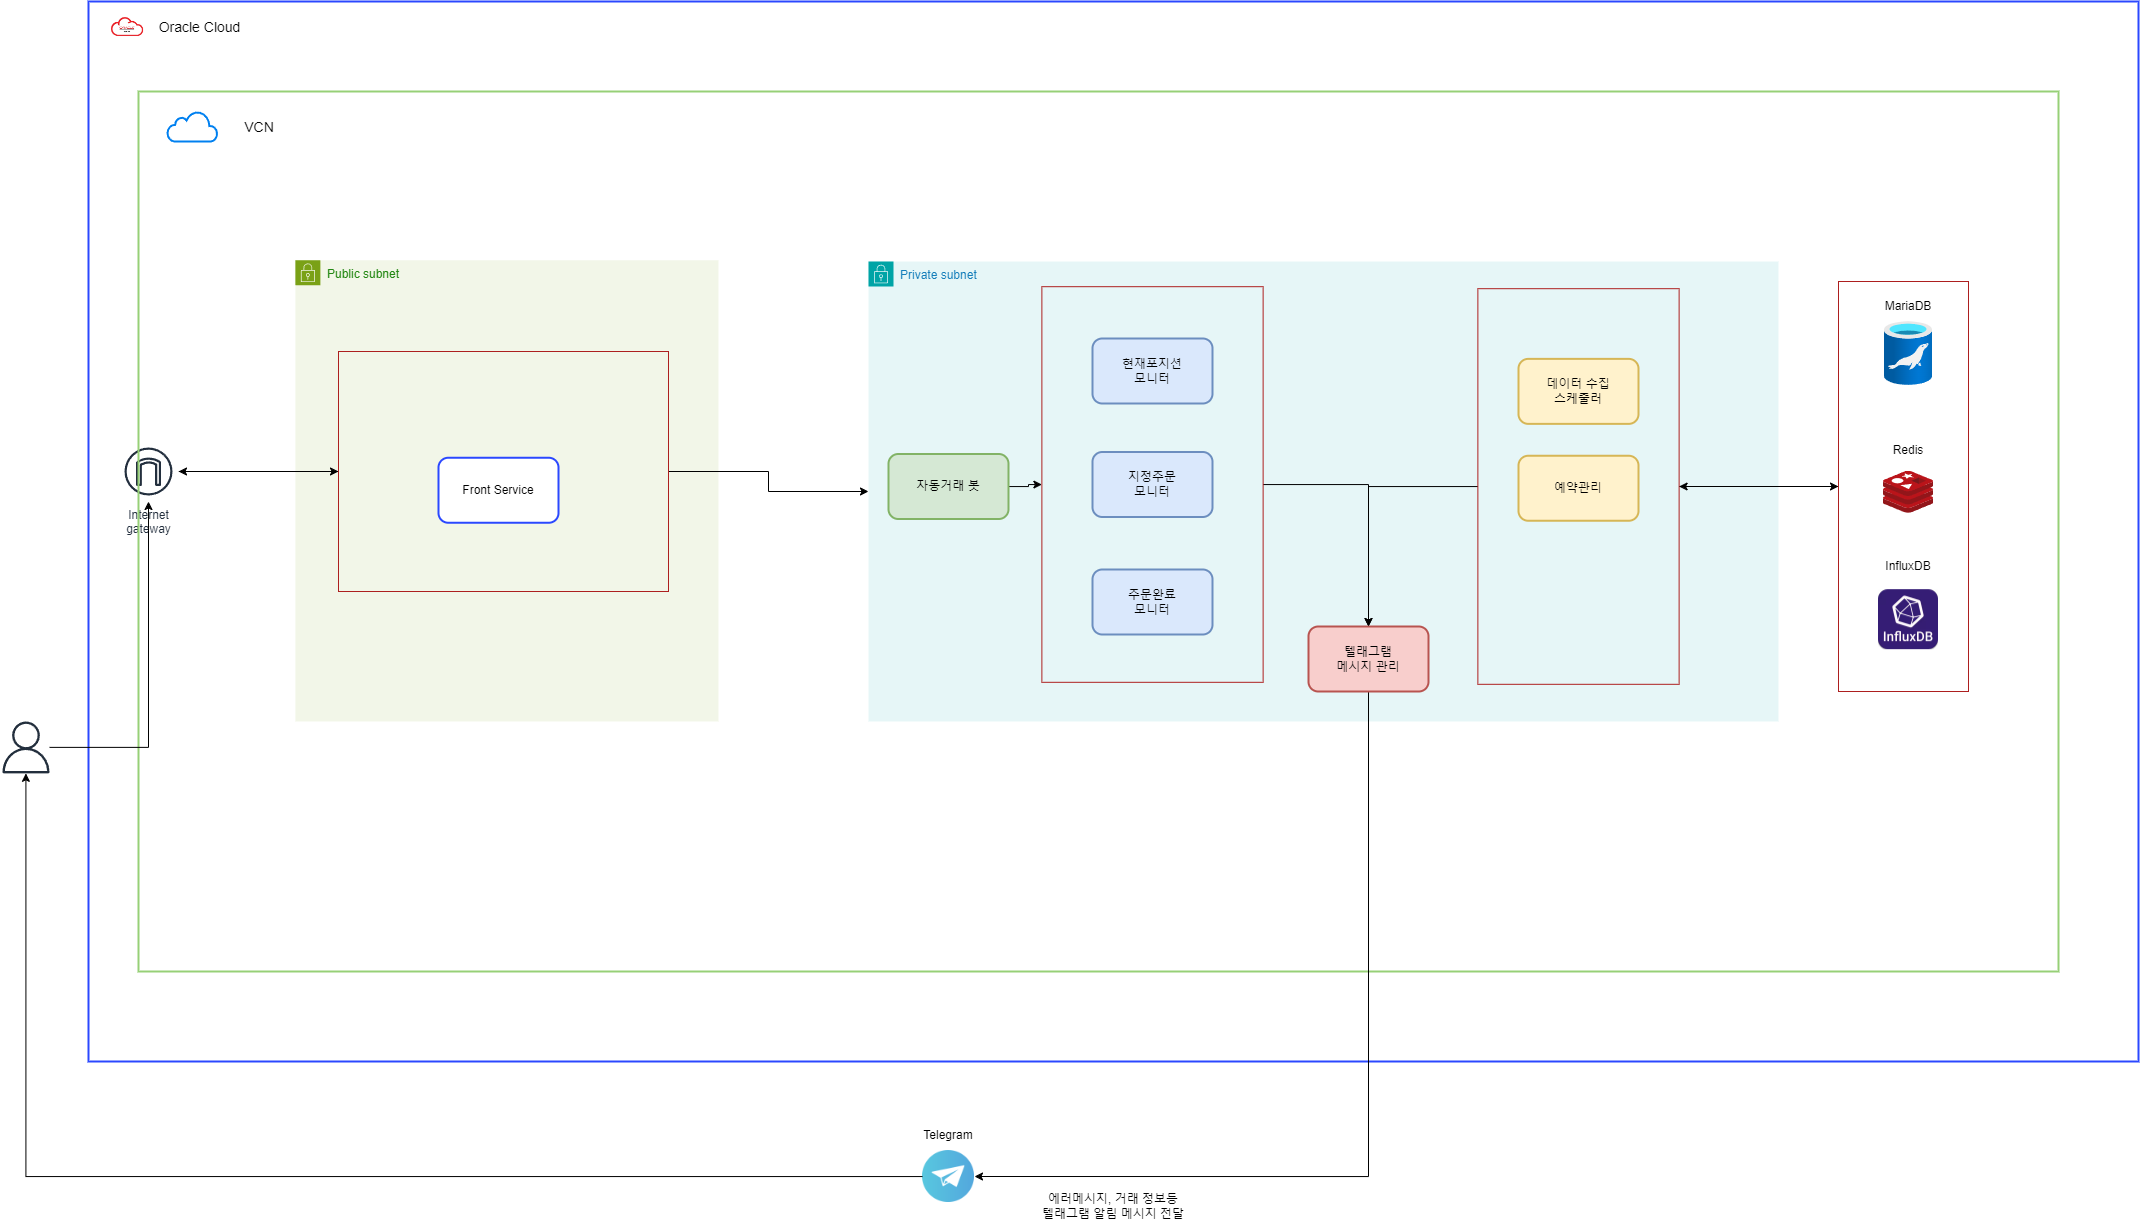 Oracle Cloud
VCN
Public subnet
Front Service
Internet
gateway
Private subnet
자동거래 봇
현재포지션
모니터
지정주문
모니터
주문완료
모니터
텔래그램
메시지 관리
데이터 수집
스케줄러
예약관리
MariaDB
Redis
InfluxDB
InfluxDB
Telegram
에러메시지, 거래 정보등
텔래그램 알림 메시지 전달